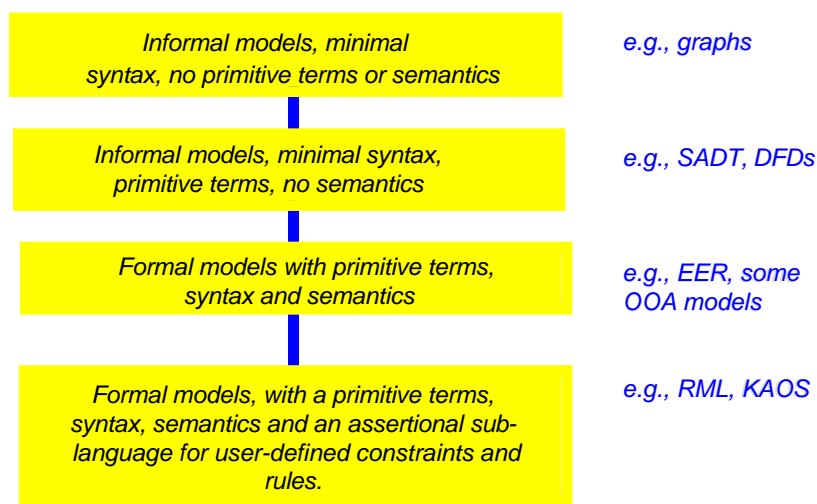 Informal models, minimal
syntax, no primitive terms or semantics
e.g., graphs
Informal models, minimal syntax,
primitive terms, no semantics
e.g., SADT, DFDs
Formal models with primitive terms,
syntax and semantics
e.g., EER, some
OOA models
Formal models, with a primitive terms,
syntax, semantics and an assertional sub-
language for user-defined constraints and
rules.
e.g., RML, KAOS